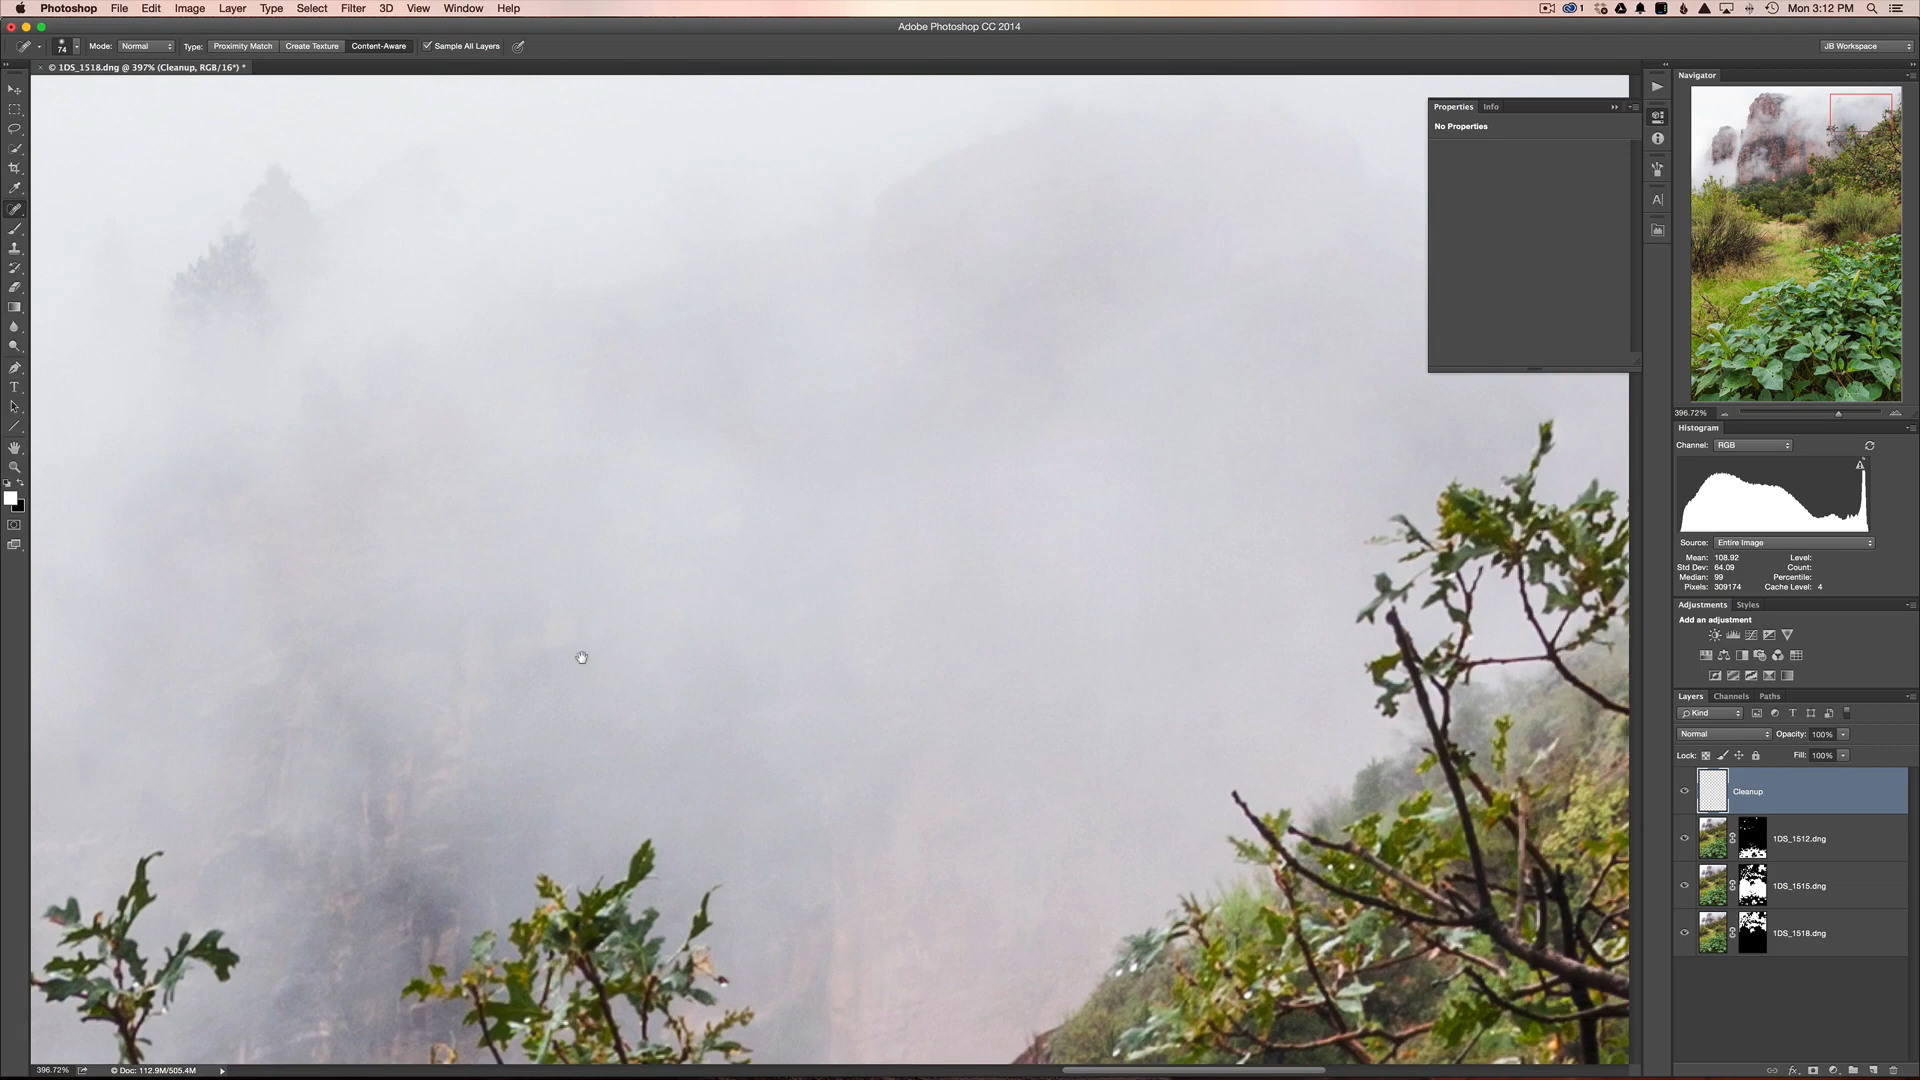 Photoshop File Edit Image Layer Type Select Filter 3D View Window Help
1 Mon 3:12 PM
Adobe Photoshop CC 2014
74 Mode: Normal Type: Proximity Match Create Texture Content-Aware Sample All Layers JB Workspace
× © 1DS_1518.dng @ 397% (Cleanup, RGB/16*) *
Navigator
Properties Info
No Properties
396.72%
Histogram
Channel: RGB
Source: Entire Image
Mean: 108.92 Level:
Std Dev: 64.09 Count:
Median: 99 Percentile:
Pixels: 309174 Cache Level: 4
Adjustments Styles
Add an adjustment
Layers Channels Paths
Kind
Normal Opacity: 100%
Lock: Fill: 100%
Cleanup
1DS_1512.dng
1DS_1515.dng
1DS_1518.dng
396.72% © Doc: 112.9M/505.4M
fx